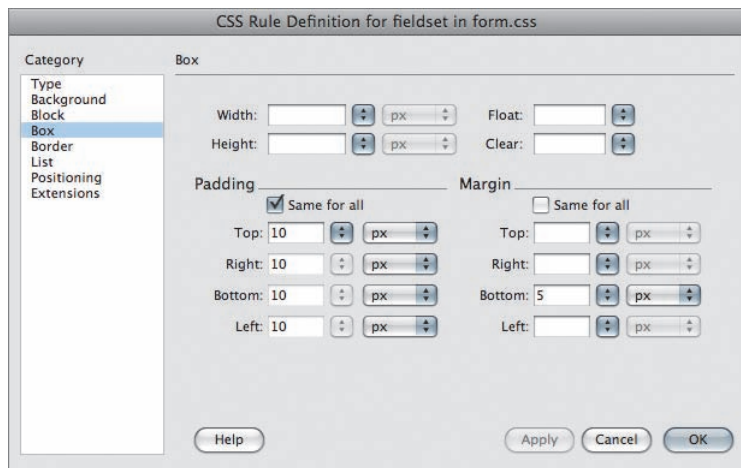 CSS Rule Definition for fieldset in form.css
Category
Type
Background
Block
Box
Border
List
Positioning
Extensions
Box
Width: px Float:
Height: px Clear:
Padding Margin
Same for all Same for all
Top: 10 px Top: px
Right: 10 px Right: px
Bottom: 10 px Bottom: 5 px
Left: 10 px Left: px
Help Apply Cancel OK